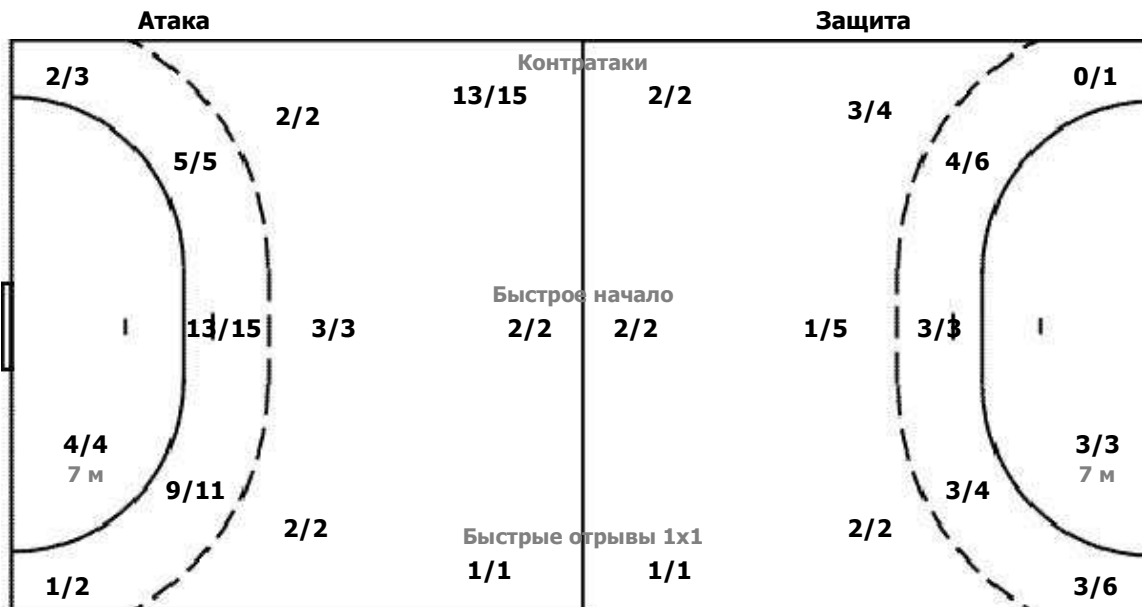 Атака Защита
Контратаки
2/3 13/15 2/2 0/1
2/2 3/4
5/5 4/6
Быстрое начало
13/15 3/3 2/2 2/2 1/5 3/3
4/4 3/3
7 м 7 м
9/11 3/4
2/2 Быстрые отрывы 1x1 2/2
1/2 1/1 1/1 3/6